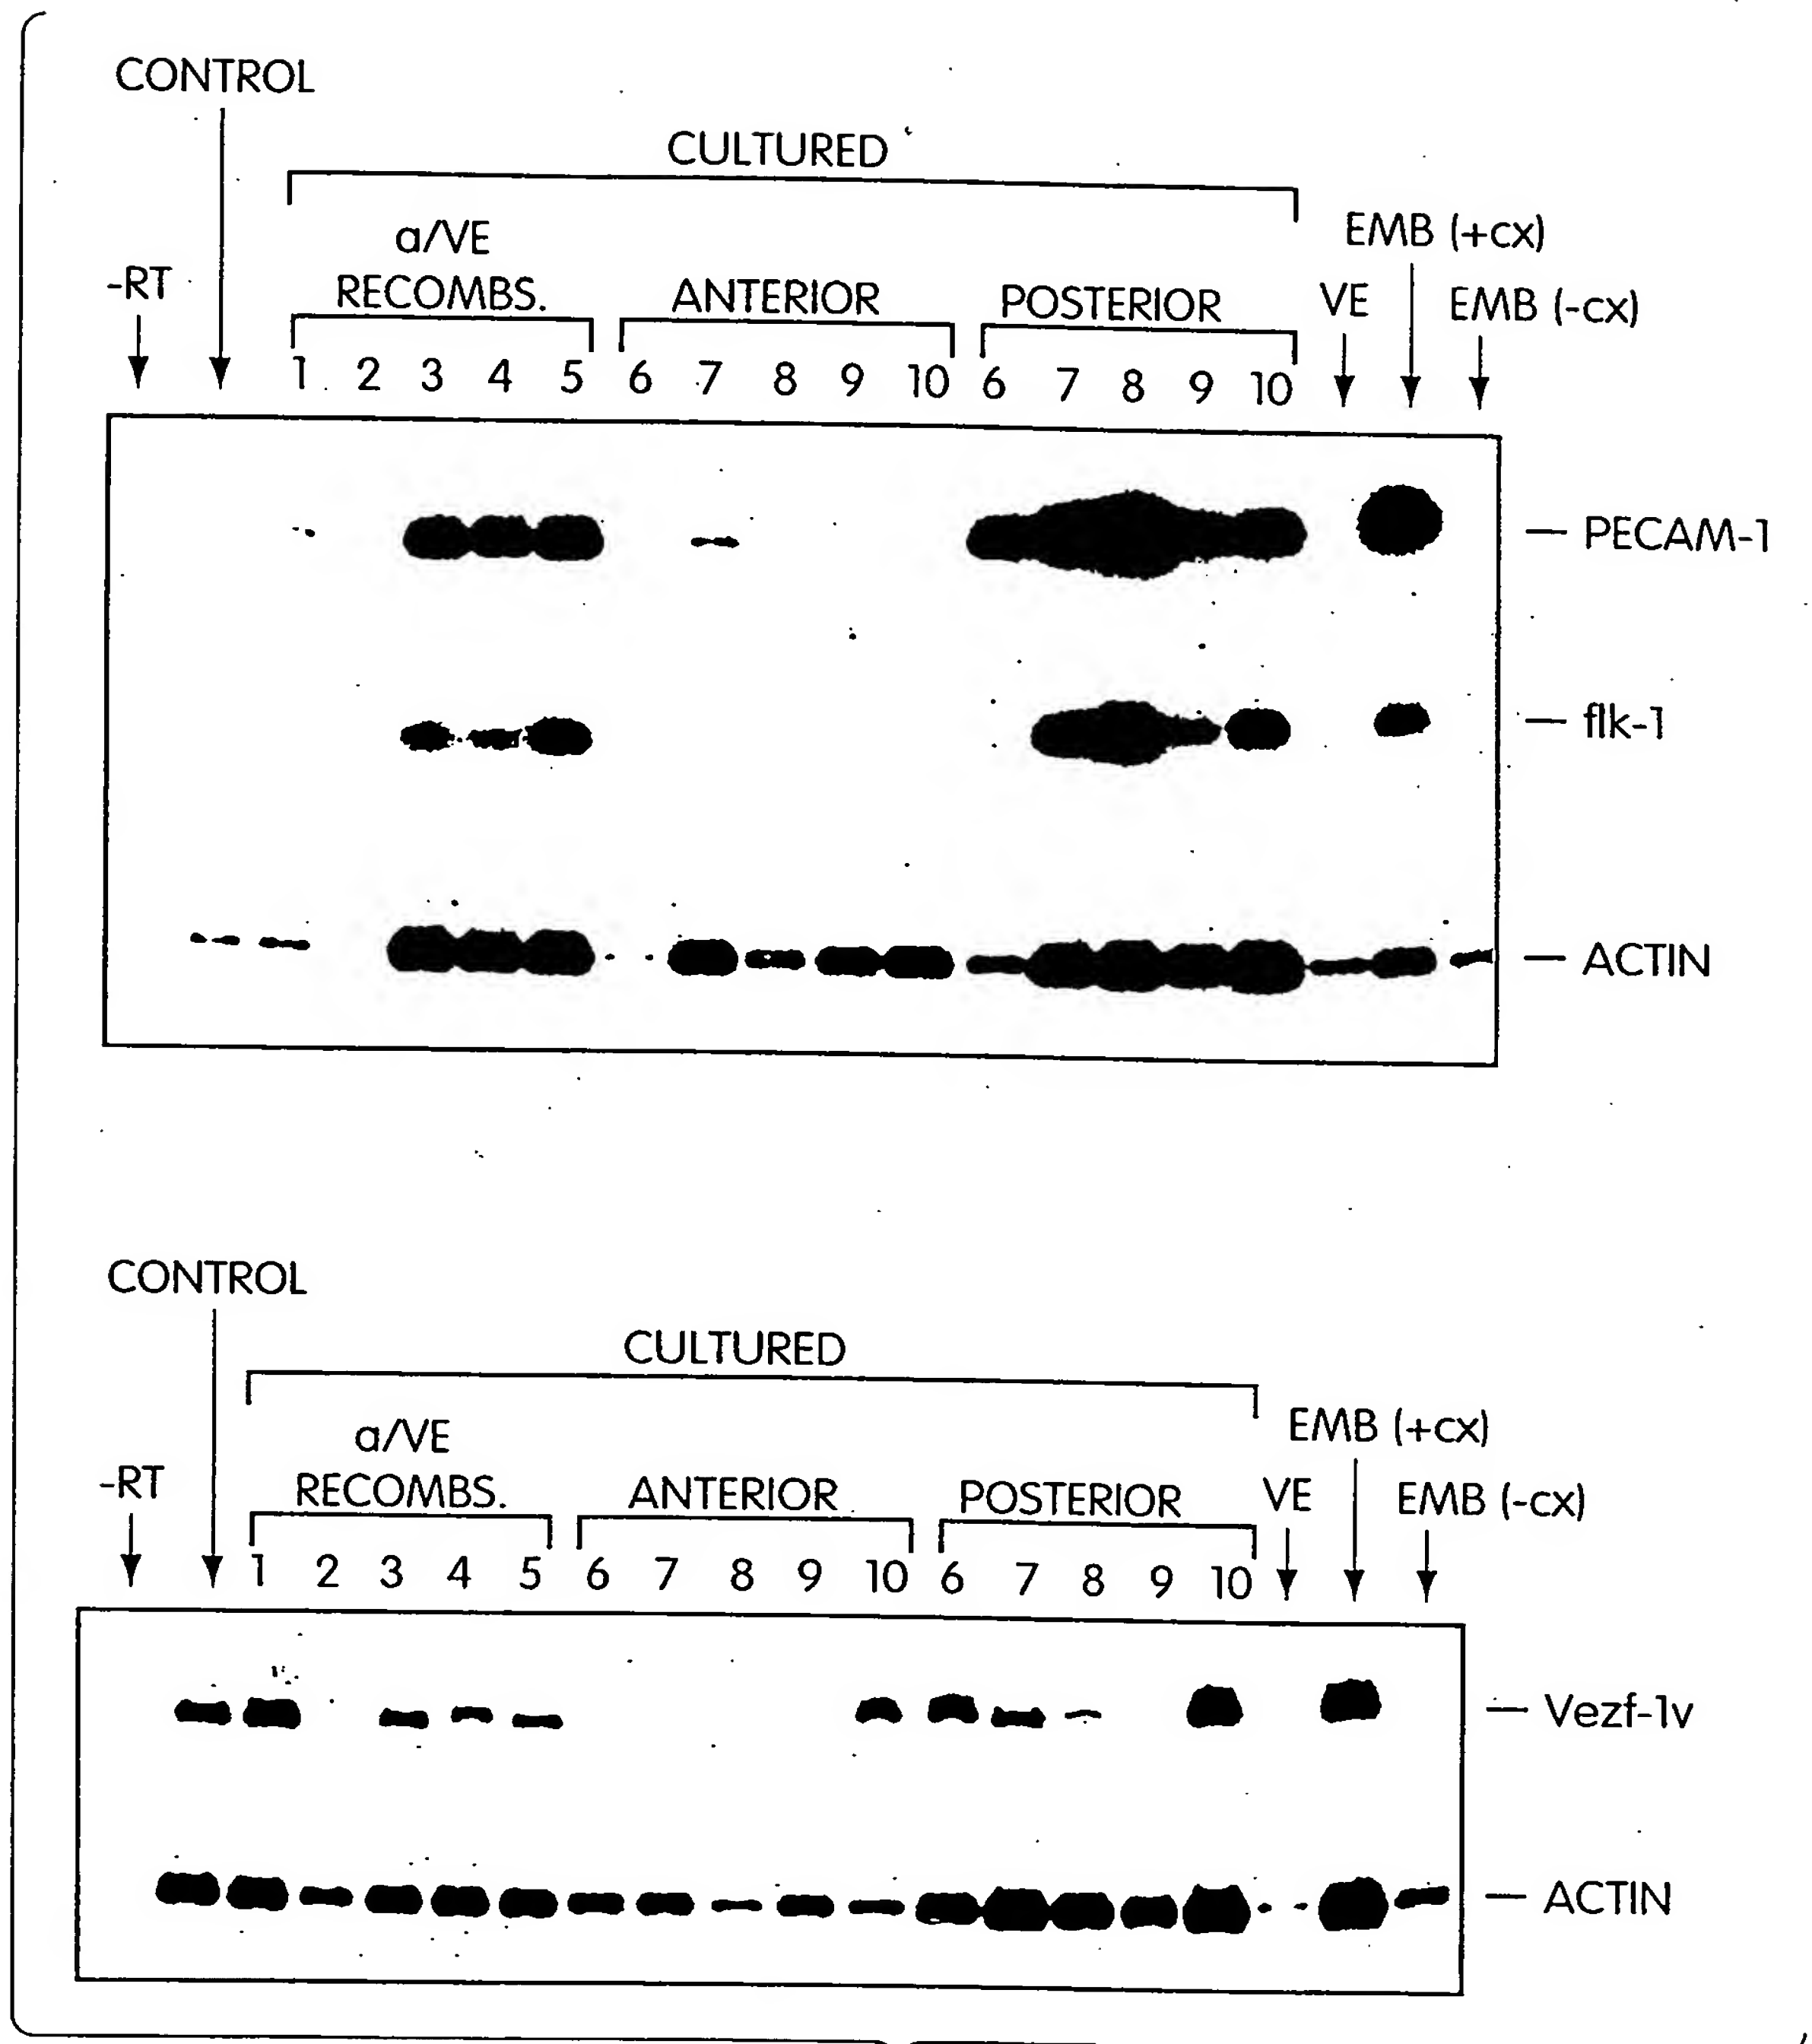 CONTROL
CULTURED
a/VE
RECOMBS.
-RT
ANTERIOR
POSTERIOR
VE
EMB (+cx)
EMB (-cx)
1 2 3 4 5 6 7 8 9 10 6 7 8 9 10
— PECAM-1
— flk-1
— ACTIN
CONTROL
CULTURED
a/VE
RECOMBS.
-RT
ANTERIOR
POSTERIOR
VE
EMB (+cx)
EMB (-cx)
1 2 3 4 5 6 7 8 9 10 6 7 8 9 10
— Vezf-1v
— ACTIN